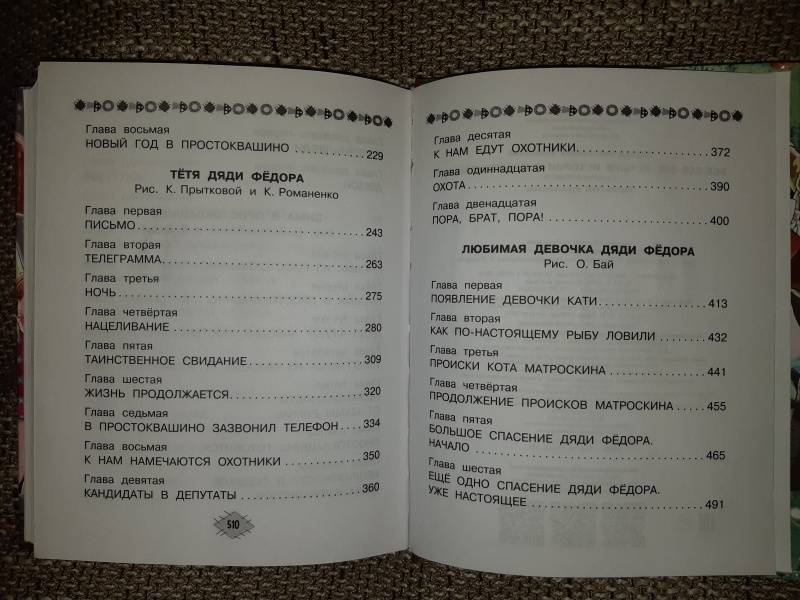 Глава восьмая
НОВЫЙ ГОД В ПРОСТОКВАШИНО ............229
ТЁТЯ ДЯДИ ФЁДОРА
Рис. К. Прытковой и К. Романенко
Глава первая
ПИСЬМО...............................243
Глава вторая
ТЕЛЕГРАММА...........................263
Глава третья
НОЧЬ.................................275
Глава четвёртая
НАЦЕЛИВАНИЕ .........................280
Глава пятая
ТАИНСТВЕННОЕ СВИДАНИЕ................309
Глава шестая
ЖИЗНЬ ПРОДОЛЖАЕТСЯ...................320
Глава седьмая
В ПРОСТОКВАШИНО ЗАЗВОНИЛ ТЕЛЕФОН ....334
Глава восьмая
К НАМ НАМЕЧАЮТСЯ ОХОТНИКИ ...........350
Глава девятая
КАНДИДАТЫ В ДЕПУТАТЫ ................360
510
Глава десятая
К НАМ ЕДУТ ОХОТНИКИ..................372
Глава одиннадцатая
ОХОТА................................390
Глава двенадцатая
ПОРА, БРАТ, ПОРА! ...................400
ЛЮБИМАЯ ДЕВОЧКА ДЯДИ ФЁДОРА
Рис. О. Бай
Глава первая
ПОЯВЛЕНИЕ ДЕВОЧКИ КАТИ...............413
Глава вторая
КАК ПО-НАСТОЯЩЕМУ РЫБУ ЛОВИЛИ .......432
Глава третья
ПРОИСКИ КОТА МАТРОСКИНА .............441
Глава четвёртая
ПРОДОЛЖЕНИЕ ПРОИСКОВ МАТРОСКИНА .....455
Глава пятая
БОЛЬШОЕ СПАСЕНИЕ ДЯДИ ФЁДОРА.
НАЧАЛО ..............................465
Глава шестая
ЕЩЁ ОДНО СПАСЕНИЕ ДЯДИ ФЁДОРА.
УЖЕ НАСТОЯЩЕЕ .......................491